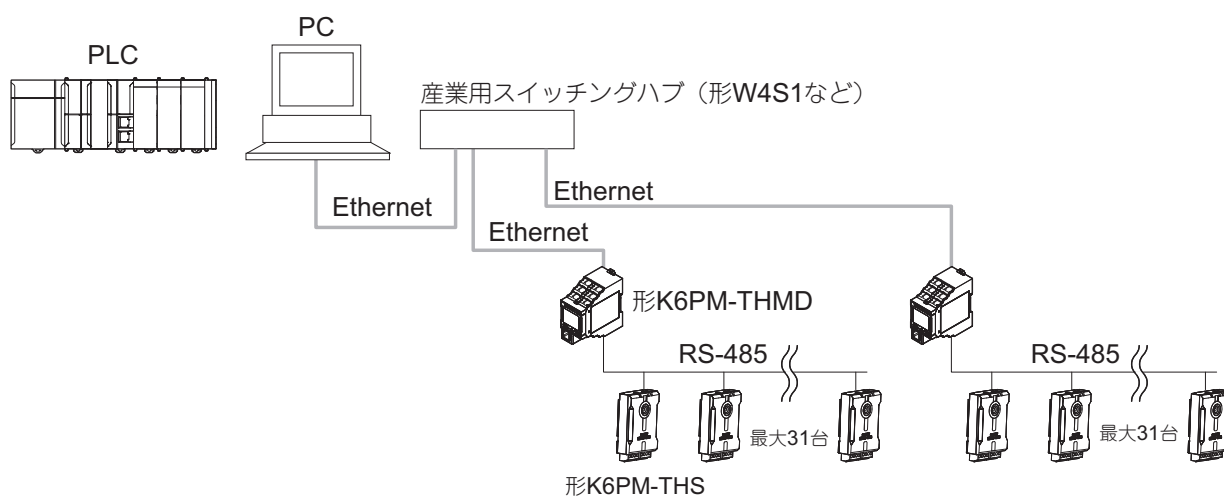 PLC
PC
産業用スイッチングハブ（形W4S1など）
Ethernet
Ethernet
Ethernet
形K6PM-THMD
RS-485
RS-485
最大31台
最大31台
形K6PM-THS